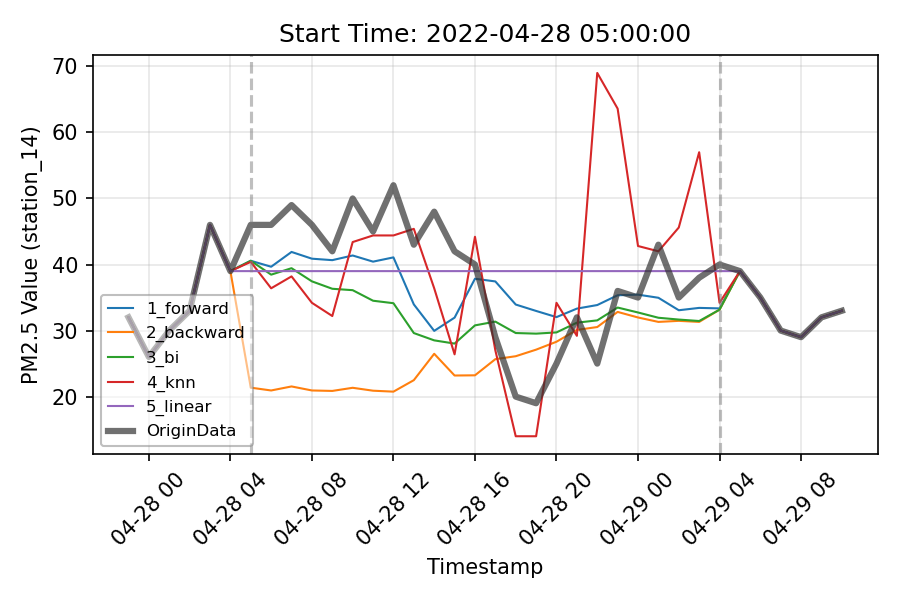 Start Time: 2022-04-28 05:00:00
PM2.5 Value (station_14)
70
60
50
40
30
20
1_forward
2_backward
3_bi
4_knn
5_linear
OriginData
04-28 00
04-28 04
04-28 08
04-28 12
04-28 16
04-28 20
04-29 00
04-29 04
04-29 08
Timestamp